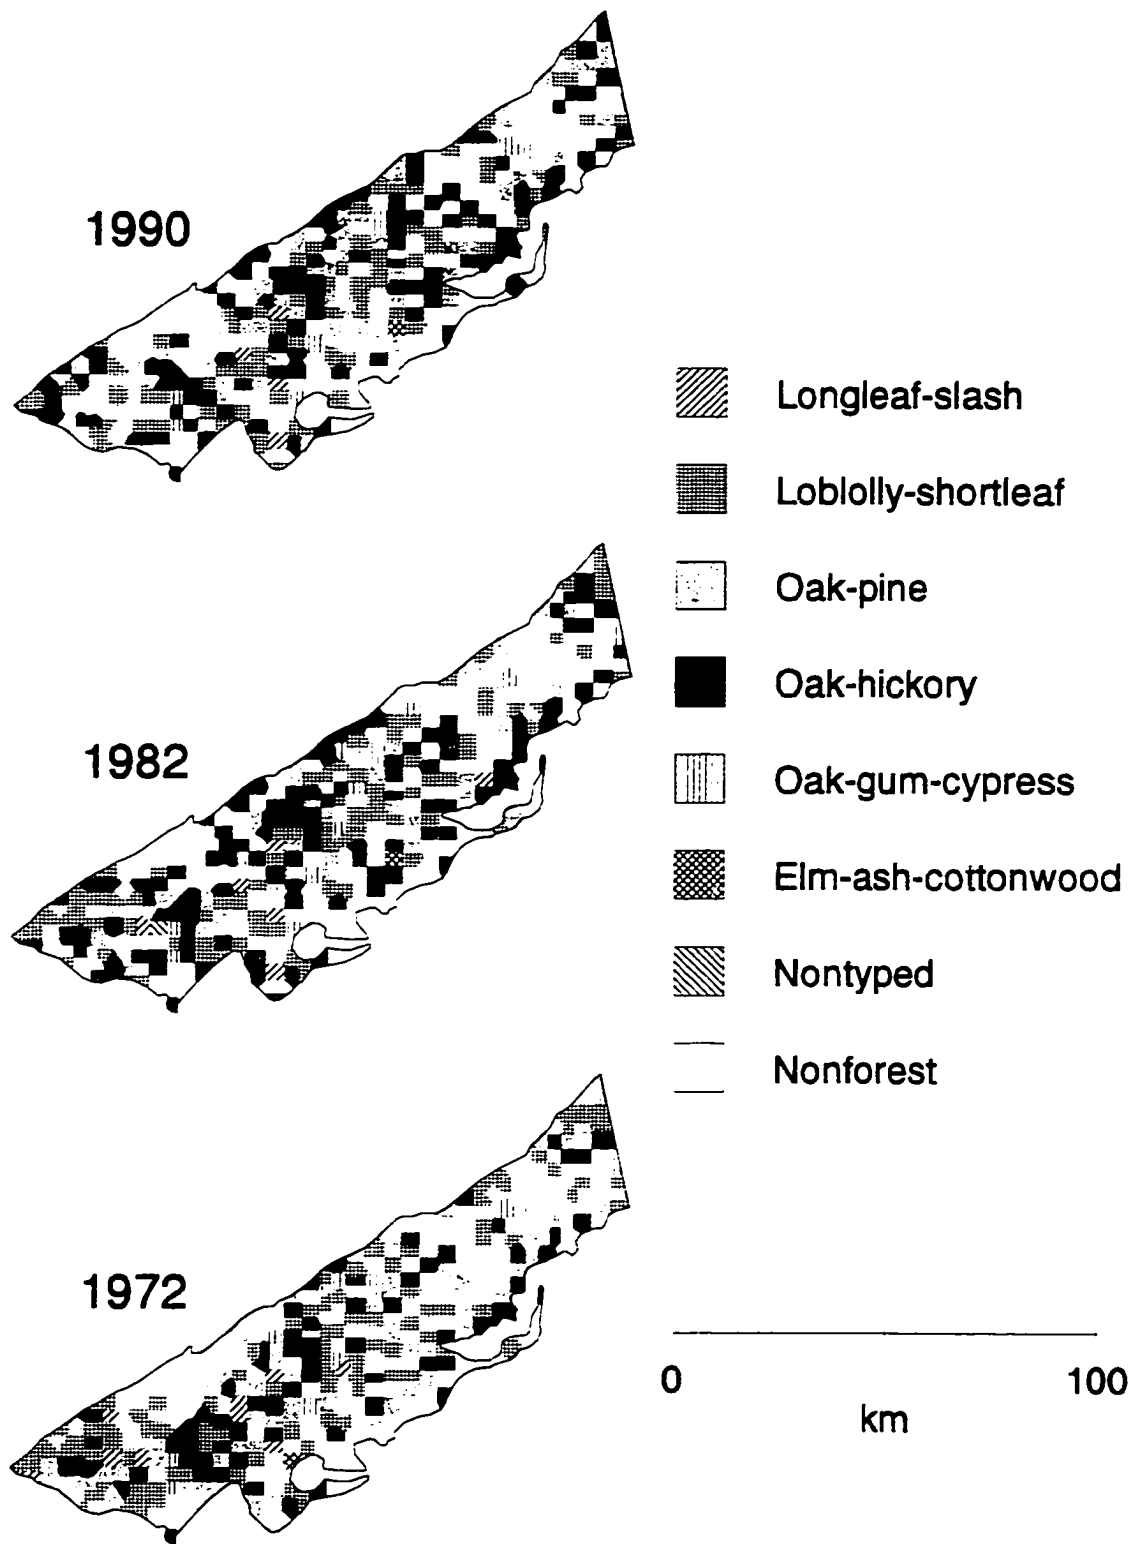 1990
Longleaf-slash
Loblolly-shortleaf
Oak-pine
Oak-hickory
1982
Oak-gum-cypress
Elm-ash-cottonwood
Nontyped
Nonforest
1972
0 100
km